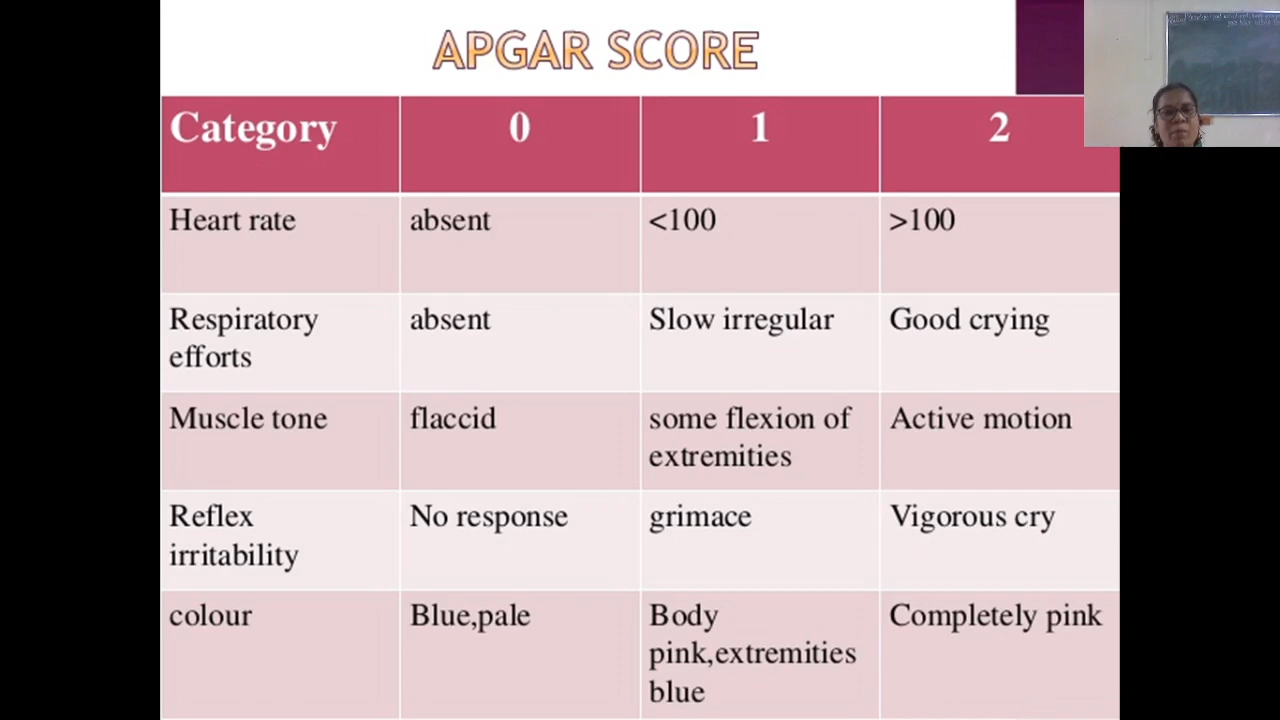 APGAR SCORE
Category 0 1 2
Heart rate absent <100 >100
Respiratory efforts absent Slow irregular Good crying
Muscle tone flaccid some flexion of extremities Active motion
Reflex irritability No response grimace Vigorous cry
colour Blue,pale Body pink,extremities blue Completely pink